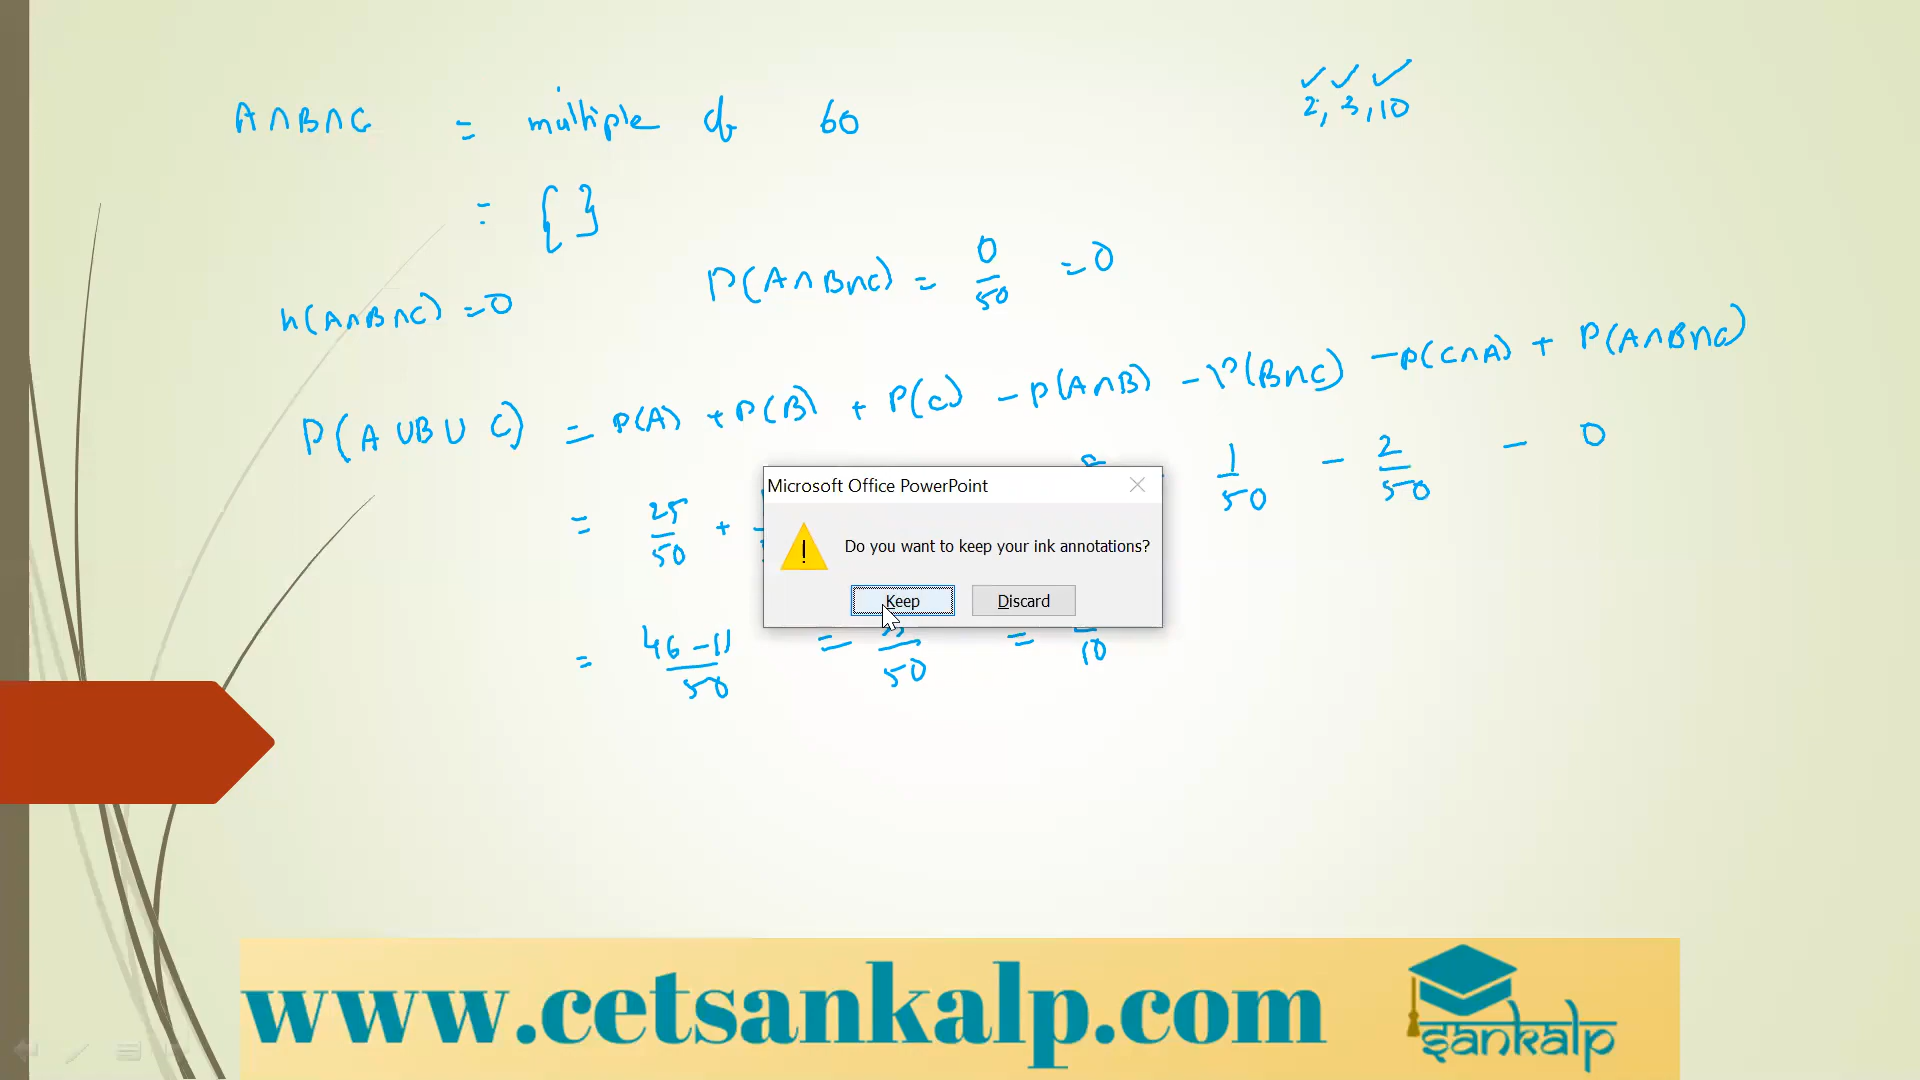 ✓ ✓ ✓
2, 3, 10
A∩B∩C = multiple of 60
= { }
P(A∩B∩C) = 0/50 = 0
n(A∩B∩C) = 0
P(A∪B∪C) = P(A) + P(B) + P(C) - P(A∩B) - P(B∩C) - P(C∩A) + P(A∩B∩C)
= 25/50 + 1/50 - 2/50 - 0
Microsoft Office PowerPoint
Do you want to keep your ink annotations?
Keep Discard
= 46-11/50 = /50 = /10
www.cetsankalp.com
sankalp